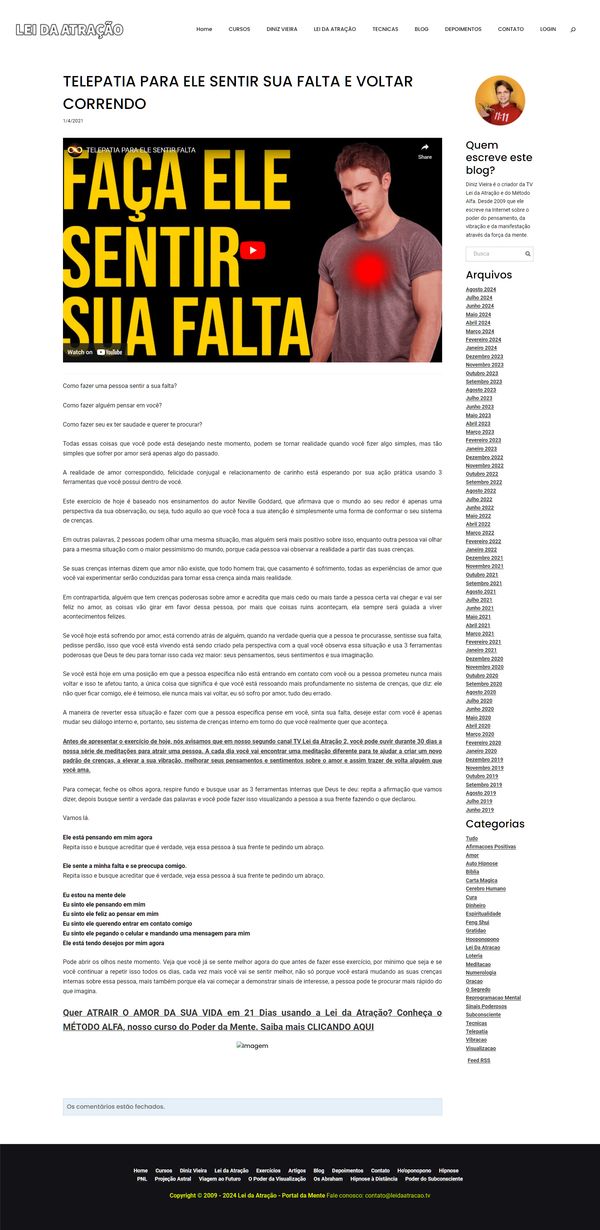 LEI DA ATRAÇÃO
Home CURSOS DINIZ VIEIRA LEI DA ATRAÇÃO TECNICAS BLOG DEPOIMENTOS CONTATO LOGIN
TELEPATIA PARA ELE SENTIR SUA FALTA E VOLTAR
CORRENDO
1/4/2021
TELEPATIA PARA ELE SENTIR FALTA
Share
FAÇA ELE
SENTIR
SUA FALTA
Watch on YouTube
Como fazer uma pessoa sentir a sua falta?
Como fazer alguém pensar em você?
Como fazer seu ex ter saudade e querer te procurar?
Todas essas coisas que você pode está desejando neste momento, podem se tornar realidade quando você fizer algo simples, mas tão
simples que sofrer por amor será apenas algo do passado.
A realidade de amor correspondido, felicidade conjugal e relacionamento de carinho está esperando por sua ação prática usando 3
ferramentas que você possui dentro de você.
Este exercício de hoje é baseado nos ensinamentos do autor Neville Goddard, que afirmava que o mundo ao seu redor é apenas uma
perspectiva da sua observação, ou seja, tudo aquilo ao que você foca a sua atenção é simplesmente uma forma de conformar o seu sistema
de crenças.
Em outras palavras, 2 pessoas podem olhar uma mesma situação, mas alguém será mais positivo sobre isso, enquanto outra pessoa vai olhar
para a mesma situação com o maior pessimismo do mundo, porque cada pessoa vai observar a realidade a partir das suas crenças.
Se suas crenças internas dizem que amor não existe, que todo homem trai, que casamento é sofrimento, todas as experiências de amor que
você vai experimentar serão conduzidas para tornar essa crença ainda mais realidade.
Em contrapartida, alguém que tem crenças poderosas sobre amor e acredita que mais cedo ou mais tarde a pessoa certa vai chegar e vai ser
feliz no amor, as coisas vão girar em favor dessa pessoa, por mais que coisas ruins aconteçam, ela sempre será guiada a viver
acontecimentos felizes.
Se você hoje está sofrendo por amor, está correndo atrás de alguém, quando na verdade queria que a pessoa te procurasse, sentisse sua falta,
pedisse perdão, isso que você está vivendo está sendo criado pela perspectiva com a qual você observa essa situação e usa 3 ferramentas
poderosas que Deus te deu para tornar isso cada vez maior: seus pensamentos, seus sentimentos e sua imaginação.
Se você está hoje em uma posição em que a pessoa específica não está entrando em contato com você ou a pessoa prometeu nunca mais
voltar e isso te afetou tanto, a única coisa que significa é que você está ressoando mais profundamente no sistema de crenças, que diz: ele
não quer ficar comigo, ele é teimoso, ele nunca mais vai voltar, eu só sofro por amor, tudo deu errado.
A maneira de reverter essa situação e fazer com que a pessoa específica pense em você, sinta sua falta, deseje estar com você é apenas
mudar seu diálogo interno e, portanto, seu sistema de crenças interno em torno do que você realmente quer que aconteça.
Antes de apresentar o exercício de hoje, nós avisamos que em nosso segundo canal TV Lei da Atração 2, você pode ouvir durante 30 dias a
nossa série de meditações para atrair uma pessoa. A cada dia você vai encontrar uma meditação diferente para te ajudar a criar um novo
padrão de crenças, a elevar a sua vibração, melhorar seus pensamentos e sentimentos sobre o amor e assim trazer de volta alguém que
você ama.
Para começar, feche os olhos agora, respire fundo e busque usar as 3 ferramentas internas que Deus te deu: repita a afirmação que vamos
dizer, depois busque sentir a verdade das palavras e você pode fazer isso visualizando a pessoa a sua frente fazendo o que declarou.
Vamos lá.
Ele está pensando em mim agora
Repita isso e busque acreditar que é verdade, veja essa pessoa à sua frente te pedindo um abraço.
Ele sente a minha falta e se preocupa comigo.
Repita isso e busque acreditar que é verdade, veja essa pessoa à sua frente te pedindo um abraço.
Eu estou na mente dele
Eu sinto ele pensando em mim
Eu sinto ele feliz ao pensar em mim
Eu sinto ele querendo entrar em contato comigo
Eu sinto ele pegando o celular e mandando uma mensagem para mim
Ele está tendo desejos por mim agora
Pode abrir os olhos neste momento. Veja que você já se sente melhor agora do que antes de fazer esse exercício, por mínimo que seja e se
você continuar a repetir isso todos os dias, cada vez mais você vai se sentir melhor, não só porque você estará mudando as suas crenças
internas sobre essa pessoa, mais também porque ela vai começar a demonstrar sinais de interesse, a pessoa pode te procurar mais rápido do
que imagina.
Quer ATRAIR O AMOR DA SUA VIDA em 21 Dias usando a Lei da Atração? Conheça o
MÉTODO ALFA, nosso curso do Poder da Mente. Saiba mais CLICANDO AQUI
Imagem
Os comentários estão fechados.
11:11
Quem
escreve este
blog?
Diniz Vieira é o criador da TV
Lei da Atração e do Método
Alfa. Desde 2009 que ele
escreve na Internet sobre o
poder do pensamento, da
vibração e da manifestação
através da força da mente.
Busca
Arquivos
Agosto 2024
Julho 2024
Junho 2024
Maio 2024
Abril 2024
Março 2024
Fevereiro 2024
Janeiro 2024
Dezembro 2023
Novembro 2023
Outubro 2023
Setembro 2023
Agosto 2023
Julho 2023
Junho 2023
Maio 2023
Abril 2023
Março 2023
Fevereiro 2023
Janeiro 2023
Dezembro 2022
Novembro 2022
Outubro 2022
Setembro 2022
Agosto 2022
Julho 2022
Junho 2022
Maio 2022
Abril 2022
Março 2022
Fevereiro 2022
Janeiro 2022
Dezembro 2021
Novembro 2021
Outubro 2021
Setembro 2021
Agosto 2021
Julho 2021
Junho 2021
Maio 2021
Abril 2021
Março 2021
Fevereiro 2021
Janeiro 2021
Dezembro 2020
Novembro 2020
Outubro 2020
Setembro 2020
Agosto 2020
Julho 2020
Junho 2020
Maio 2020
Abril 2020
Março 2020
Fevereiro 2020
Janeiro 2020
Dezembro 2019
Novembro 2019
Outubro 2019
Setembro 2019
Agosto 2019
Julho 2019
Junho 2019
Categorias
Tudo
Afirmacoes Positivas
Amor
Auto Hipnose
Bíblia
Carta Magica
Cerebro Humano
Cura
Dinheiro
Espiritualidade
Feng Shui
Gratidao
Hooponopono
Lei Da Atracao
Loteria
Meditacao
Numerologia
Oracao
O Segredo
Reprogramacao Mental
Sinais Poderosos
Subconsciente
Tecnicas
Telepatia
Vibracao
Visualizacao
Feed RSS
Home Cursos Diniz Vieira Lei da Atração Exercícios Artigos Blog Depoimentos Contato Ho'oponopono Hipnose
PNL Projeção Astral Viagem ao Futuro O Poder da Visualização Os Abraham Hipnose à Distância Poder do Subconsciente
Copyright © 2009 - 2024 Lei da Atração - Portal da Mente Fale conosco: contato@leidaatracao.tv